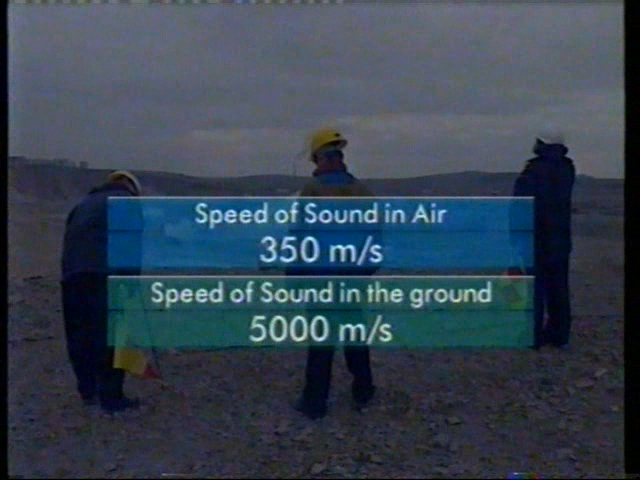 Speed of Sound in Air
350 m/s
Speed of Sound in the ground
5000 m/s